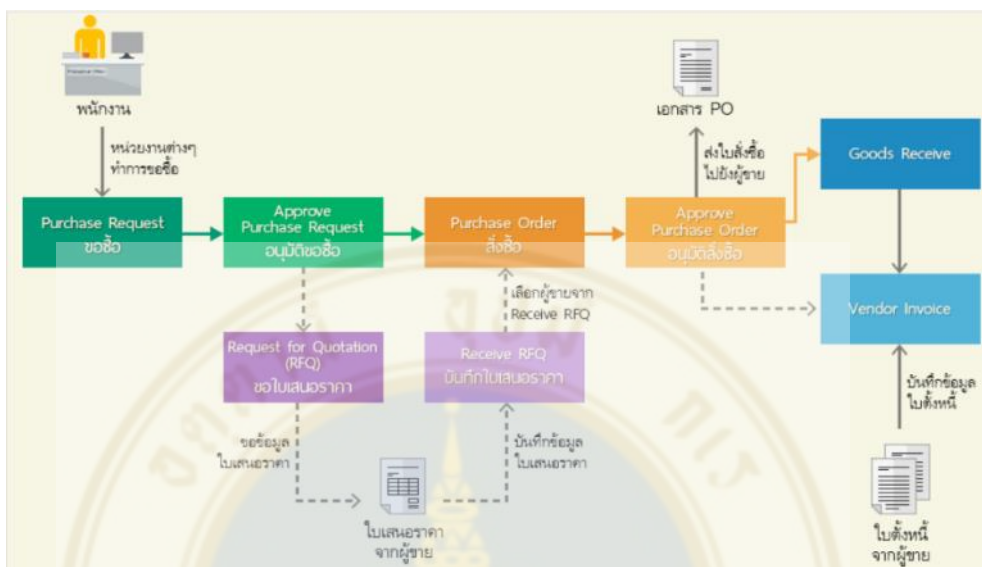 พนักงาน
หน่วยงานต่างๆ
ทำการขอซื้อ
เอกสาร PO
ส่งใบสั่งซื้อ
ไปยังผู้ขาย
Goods Receive
Purchase Request
ขอซื้อ
Approve
Purchase Request
อนุมัติขอซื้อ
Purchase Order
สั่งซื้อ
Approve
Purchase Order
อนุมัติสั่งซื้อ
เลือกผู้ขายจาก
Receive RFQ
Vendor Invoice
Request for Quotation
(RFQ)
ขอใบเสนอราคา
Receive RFQ
บันทึกใบเสนอราคา
บันทึกข้อมูล
ใบตั้งหนี้
ขอข้อมูล
ใบเสนอราคา
บันทึกข้อมูล
ใบเสนอราคา
ใบเสนอราคา
จากผู้ขาย
ใบตั้งหนี้
จากผู้ขาย